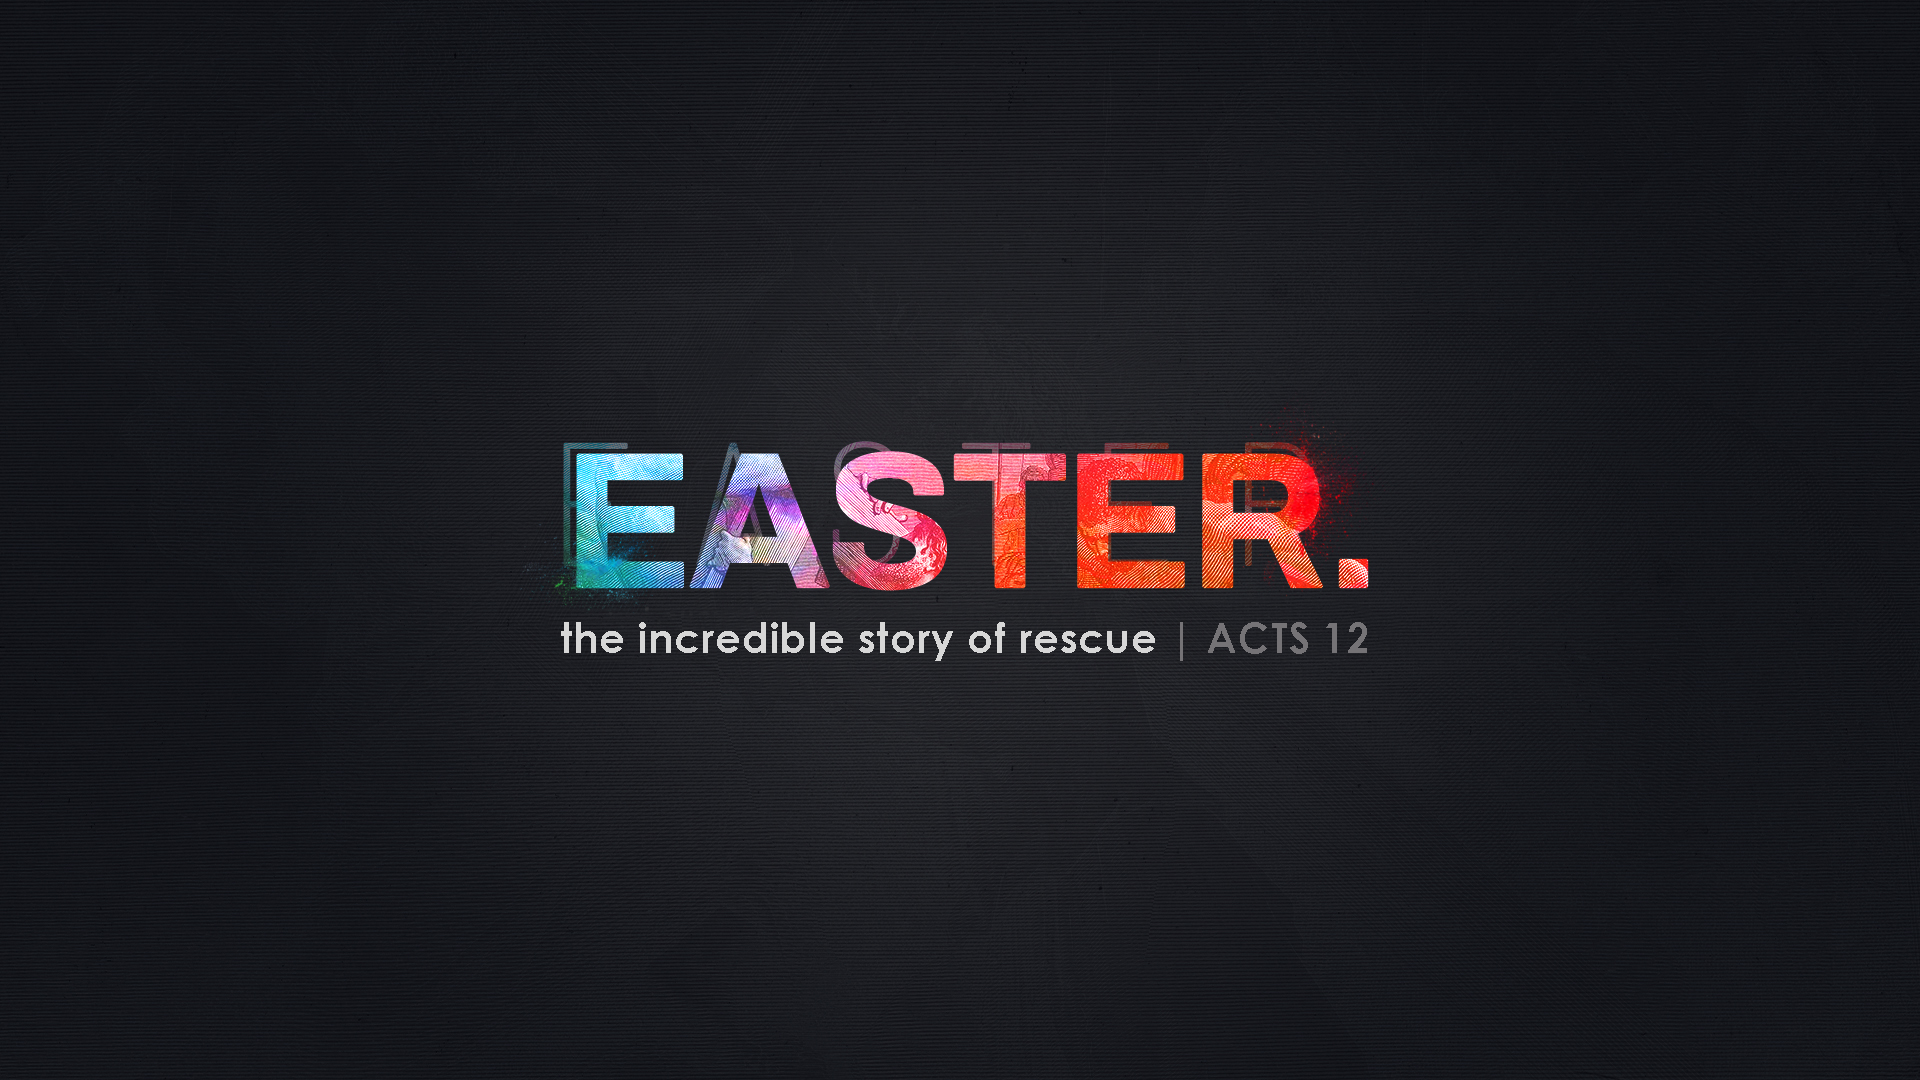 EASTER.
the incredible story of rescue | ACTS 12